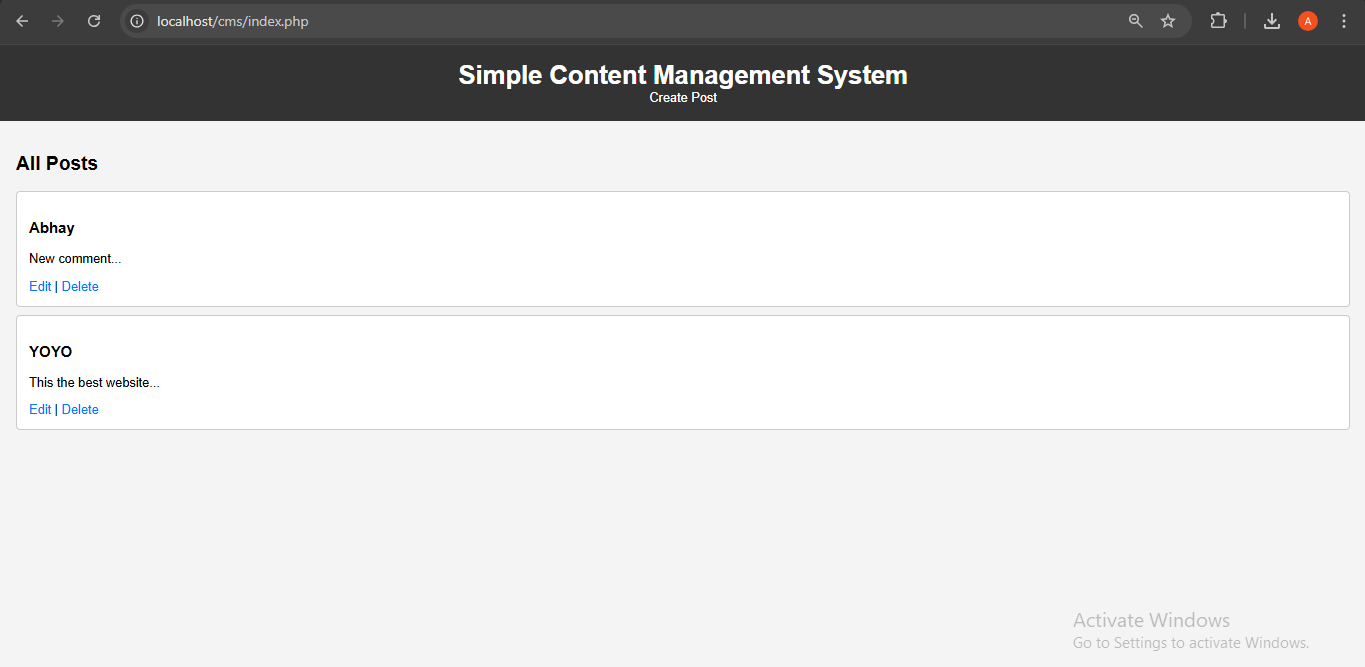 localhost/cms/index.php
A
Simple Content Management System
Create Post
All Posts
Abhay
New comment...
Edit | Delete
YOYO
This the best website...
Edit | Delete
Activate Windows
Go to Settings to activate Windows.